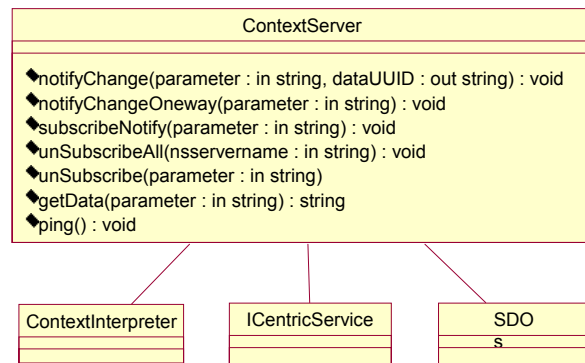 ContextServer
notifyChange(parameter : in string, dataUUID : out string) : void
notifyChangeOneway(parameter : in string) : void
subscribeNotify(parameter : in string) : void
unSubscribeAll(nsservername : in string) : void
unSubscribe(parameter : in string)
getData(parameter : in string) : string
ping() : void
ContextInterpreter
ICentricService
SDO
s